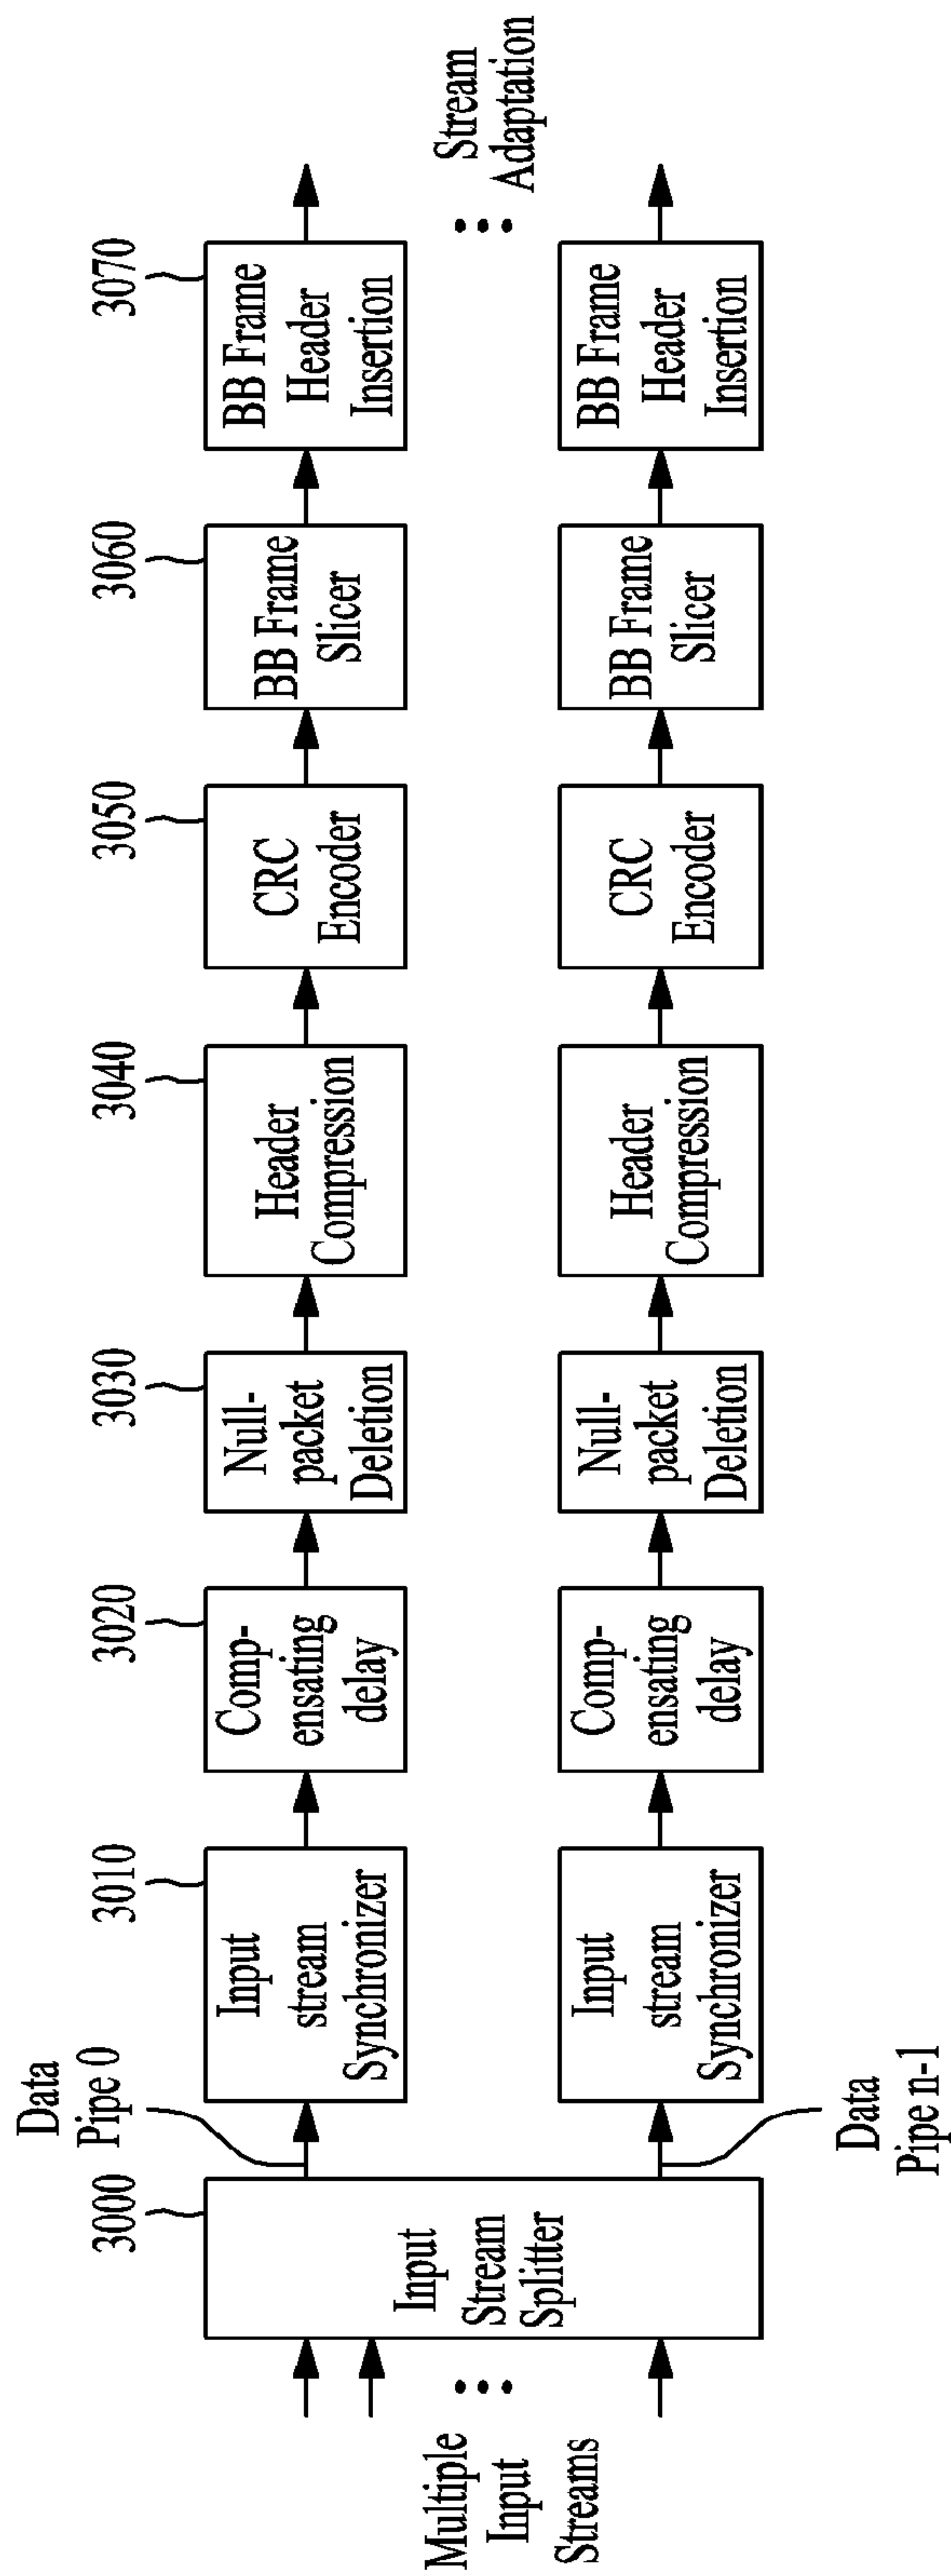 Multiple
Input
Streams
3000
Input
Stream
Splitter
Data
Pipe 0
3010
Input
stream
Synchronizer
3020
Comp-
ensating
delay
3030
Null-
packet
Deletion
3040
Header
Compression
3050
CRC
Encoder
3060
BB Frame
Slicer
3070
BB Frame
Header
Insertion
Stream
Adaptation
Data
Pipe n-1
Input
stream
Synchronizer
Comp-
ensating
delay
Null-
packet
Deletion
Header
Compression
CRC
Encoder
BB Frame
Slicer
BB Frame
Header
Insertion